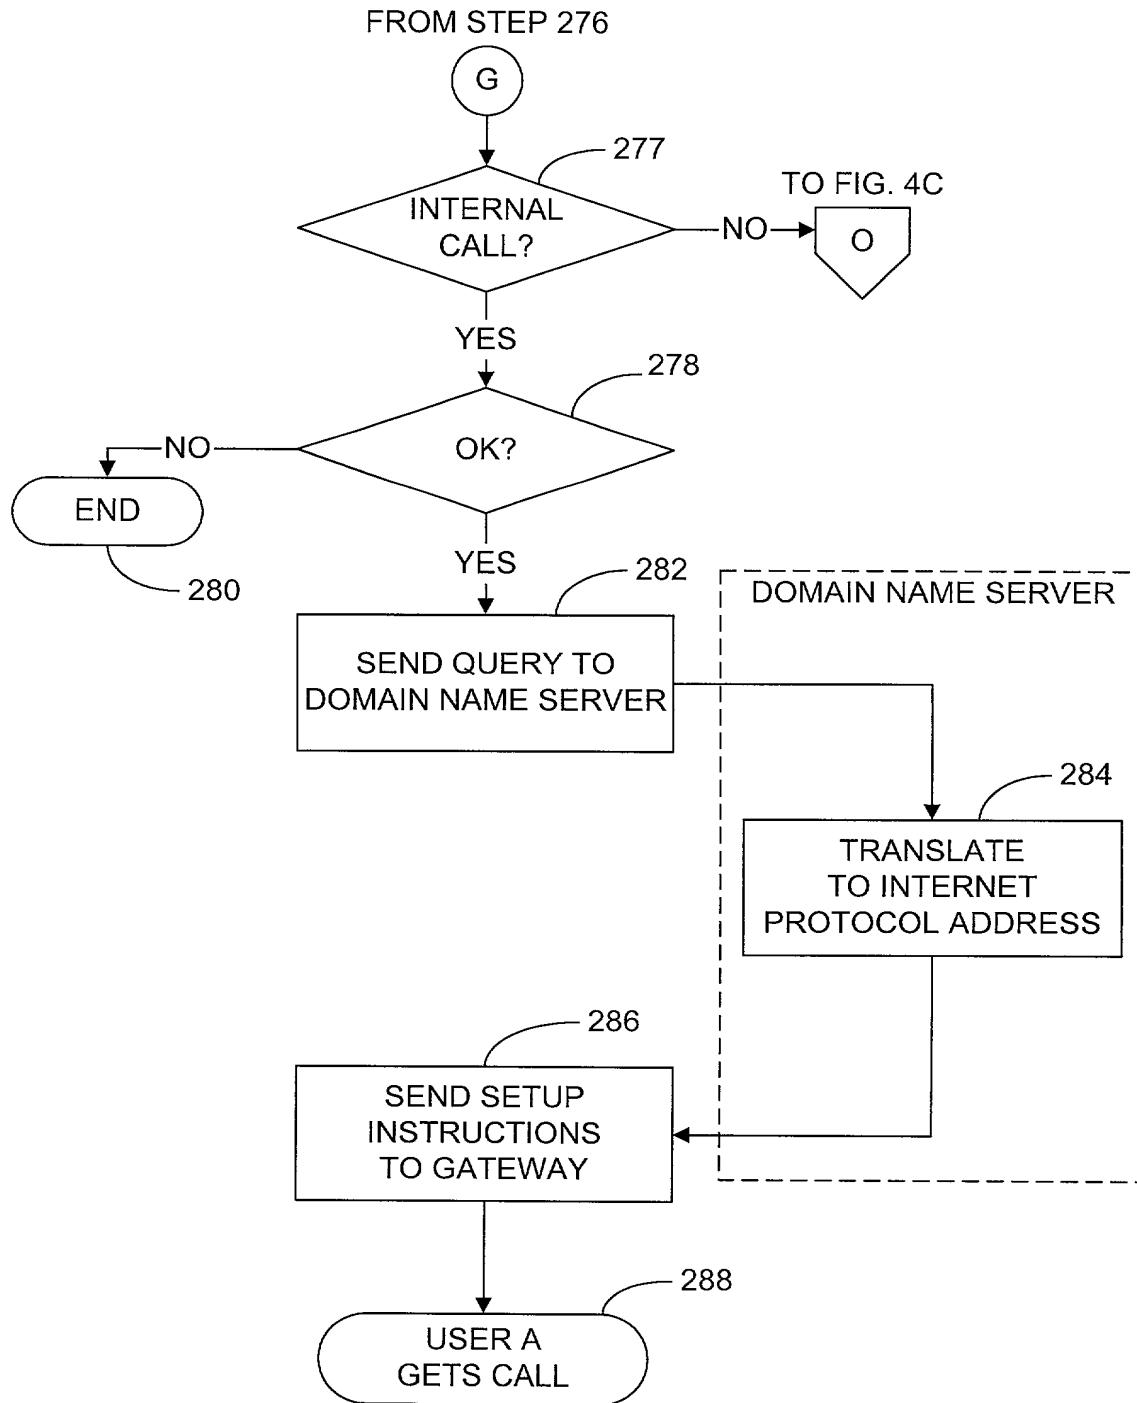 FROM STEP 276
G
277
TO FIG. 4C
INTERNAL
CALL?
NO
O
YES
278
OK?
NO
END
280
YES
282
DOMAIN NAME SERVER
SEND QUERY TO
DOMAIN NAME SERVER
284
TRANSLATE
TO INTERNET
PROTOCOL ADDRESS
286
SEND SETUP
INSTRUCTIONS
TO GATEWAY
288
USER A
GETS CALL